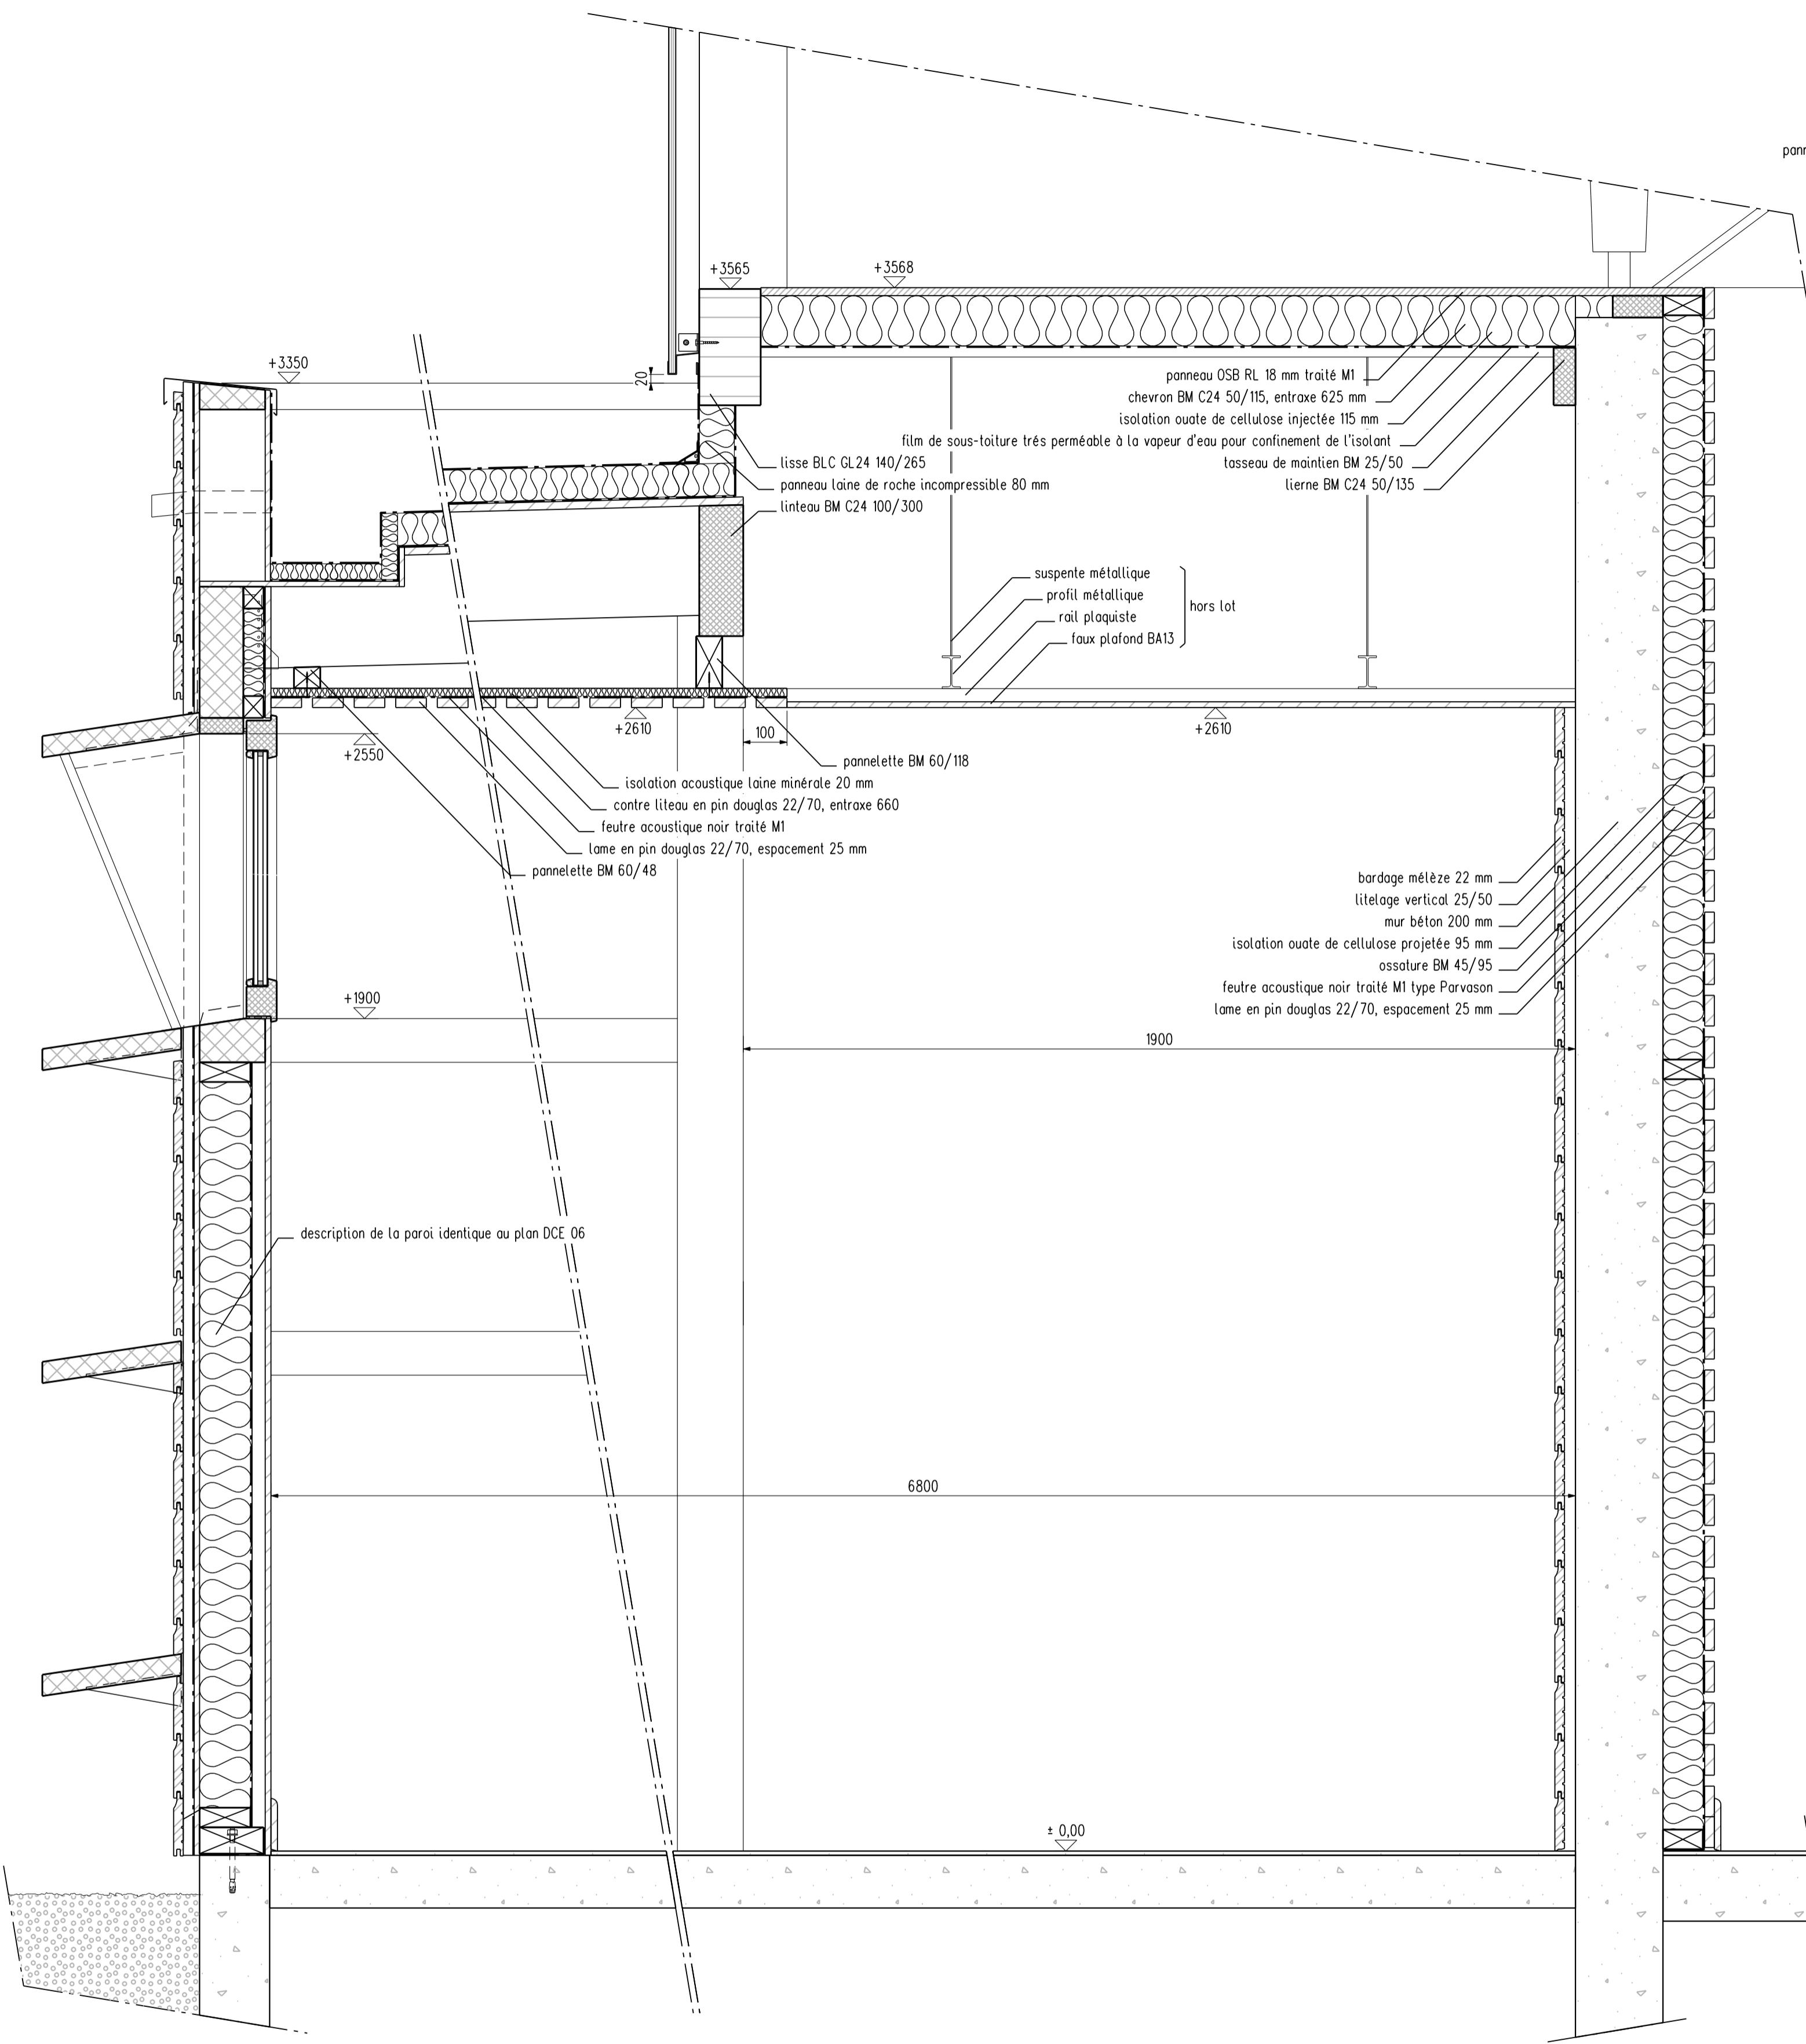 pann
+3565
+3568
+3350
20
panneau OSB RL 18 mm traité M1
chevron BM C24 50/115, entraxe 625 mm
isolation ouate de cellulose injectée 115 mm
film de sous-toiture trés perméable à la vapeur d'eau pour confinement de l'isolant
tasseau de maintien BM 25/50
lierne BM C24 50/135
lisse BLC GL24 140/265
panneau laine de roche incompressible 80 mm
linteau BM C24 100/300
suspente métallique
profil métallique
rail plaquiste
faux plafond BA13
hors lot
+2610
+2610
100
+2550
pannelette BM 60/118
isolation acoustique laine minérale 20 mm
contre liteau en pin douglas 22/70, entraxe 660
feutre acoustique noir traité M1
lame en pin douglas 22/70, espacement 25 mm
pannelette BM 60/48
bardage mélèze 22 mm
litelage vertical 25/50
mur béton 200 mm
isolation ouate de cellulose projetée 95 mm
ossature BM 45/95
feutre acoustique noir traité M1 type Parvason
lame en pin douglas 22/70, espacement 25 mm
+1900
1900
description de la paroi identique au plan DCE 06
6800
± 0,00